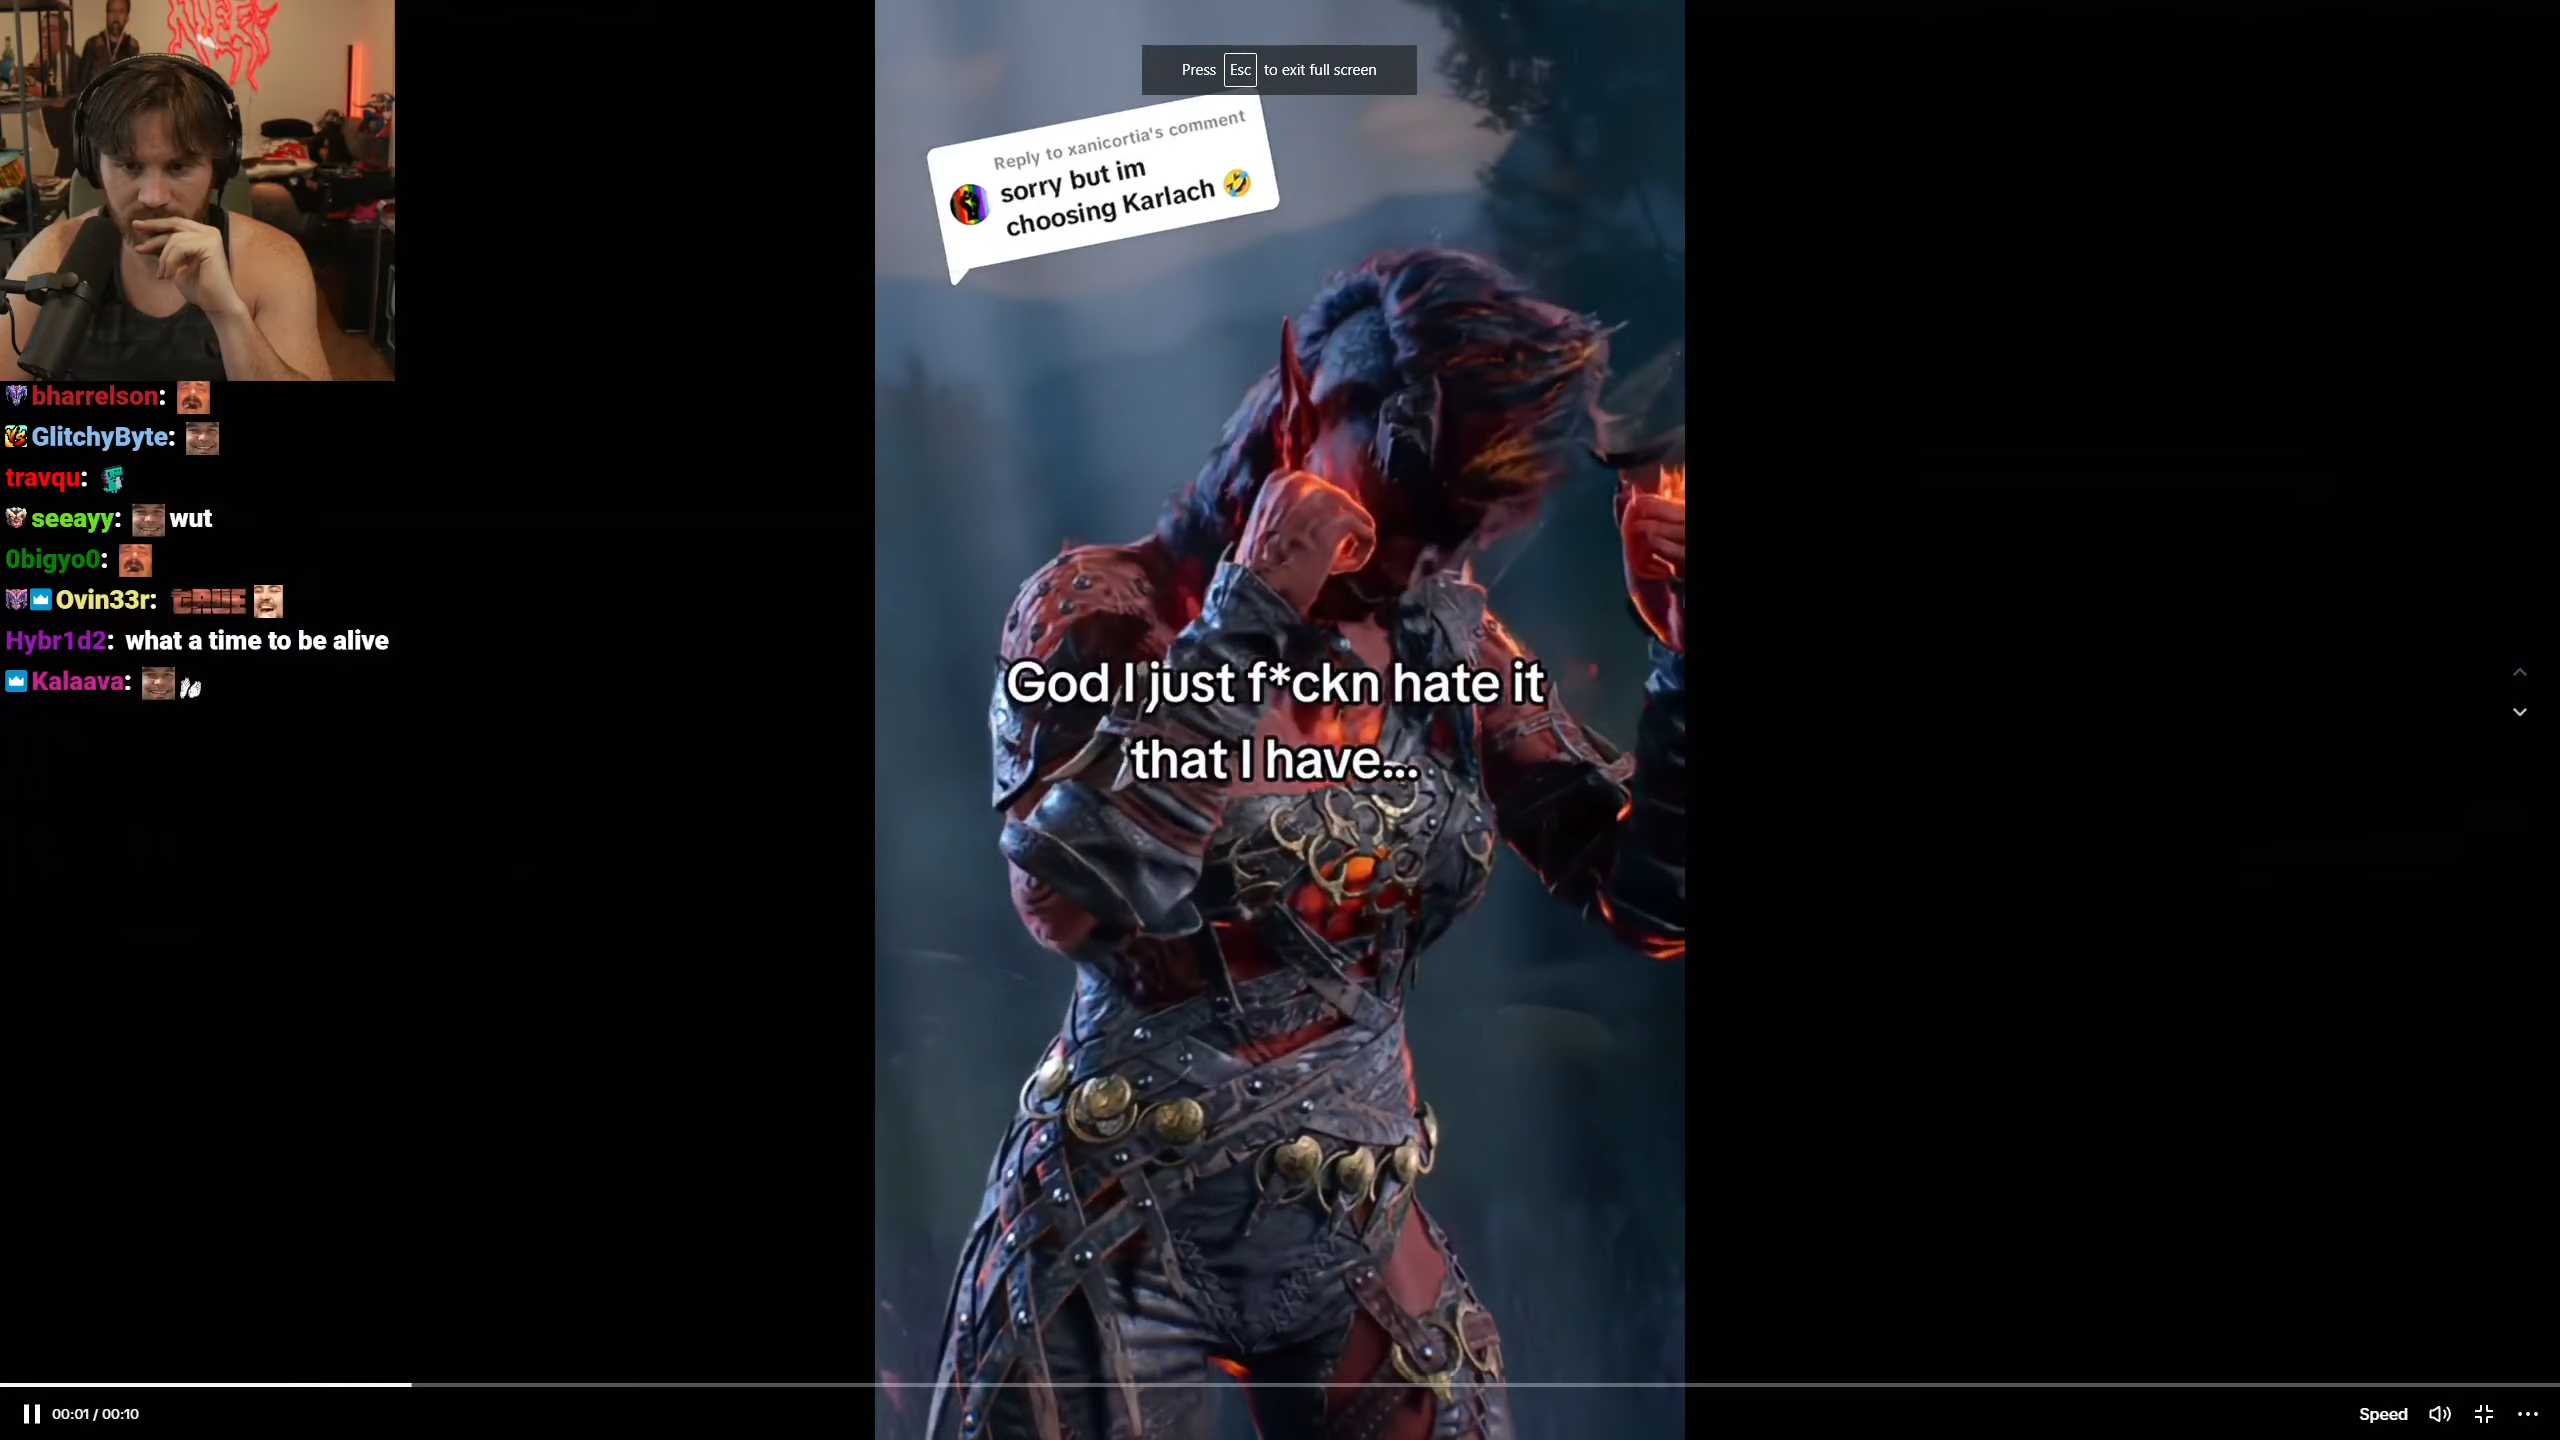 Press Esc to exit full screen
Reply to xanicortia's comment
sorry but im
choosing Karlach 🤣
bharrelson:
GlitchyByte:
travqu:
seeayy: wut
0bigyo0:
Ovin33r:
Hybr1d2: what a time to be alive
Kalaava:
God I just f*ckn hate it
that I have...
00:01 / 00:10
Speed